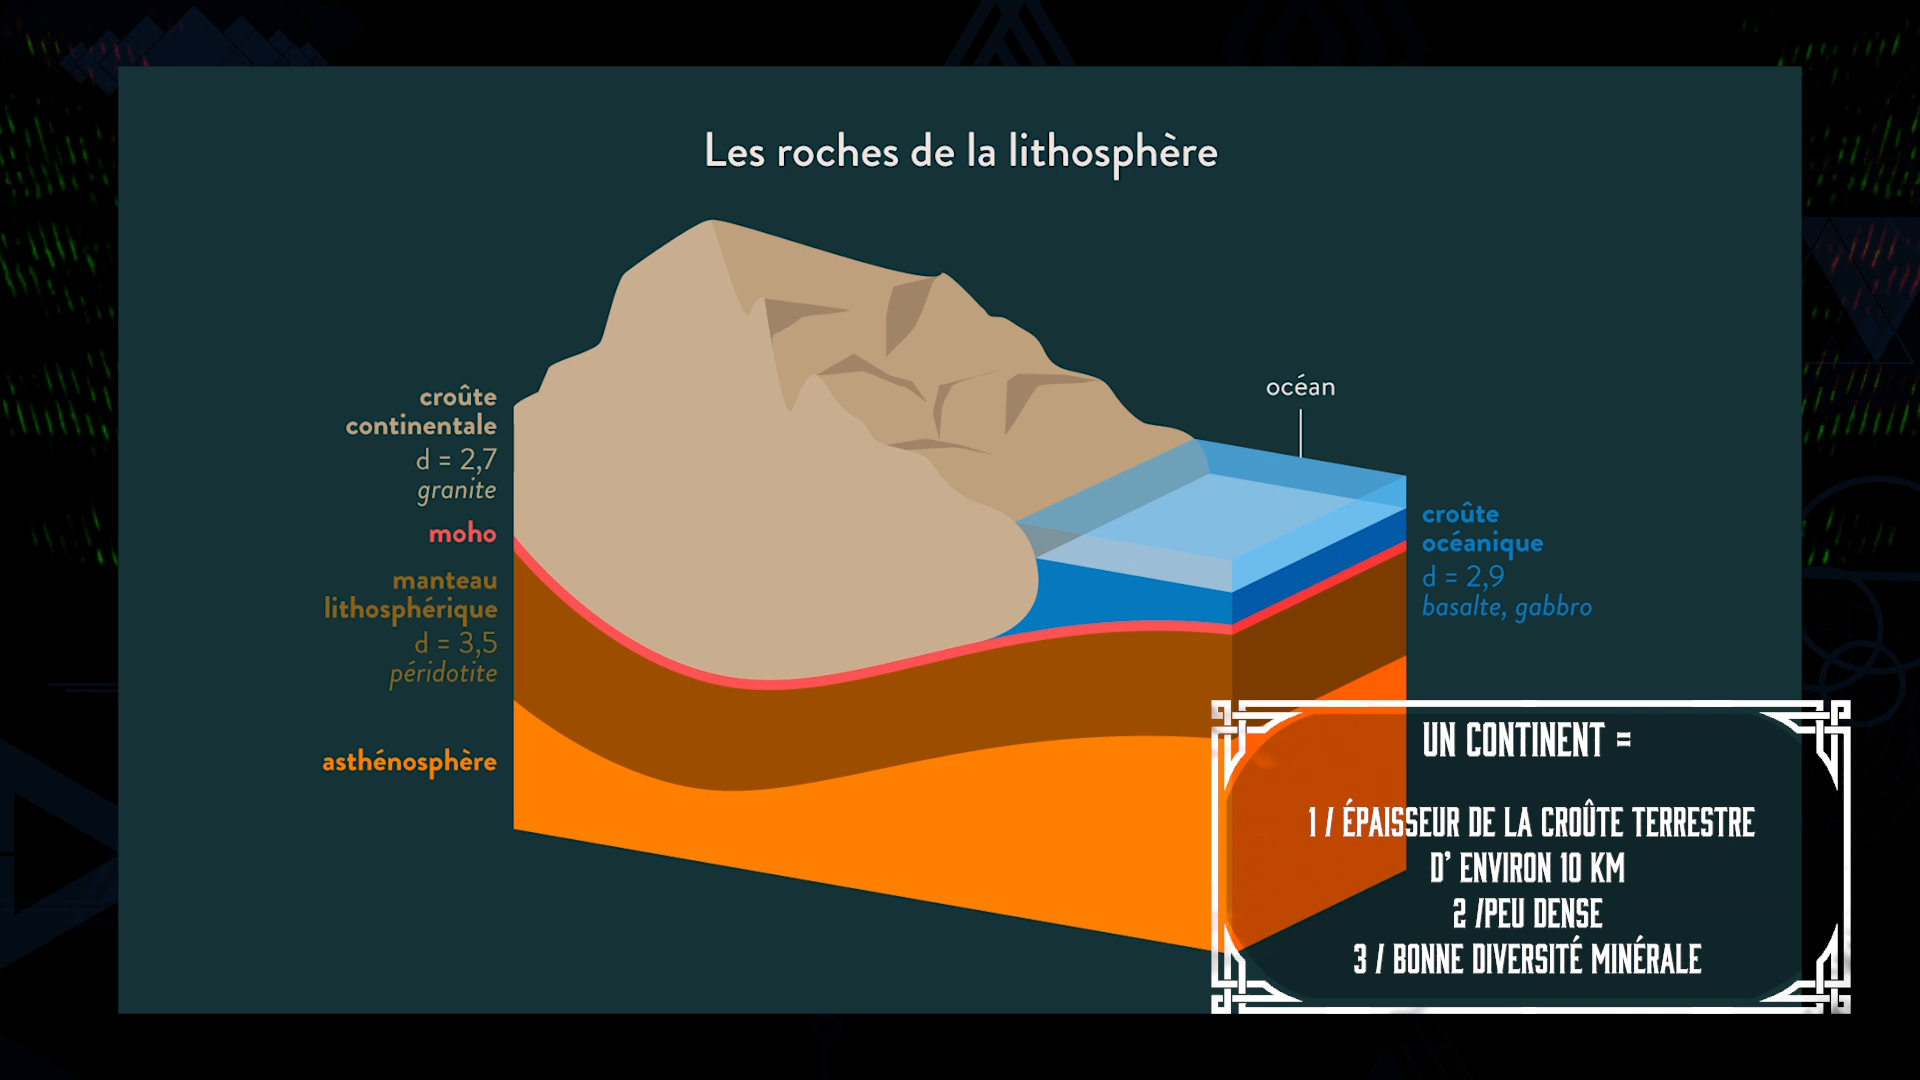 Les roches de la lithosphère
croûte
continentale
d = 2,7
granite
moho
manteau
lithosphérique
d = 3,5
péridotite
asthénosphère
océan
croûte
océanique
d = 2,9
basalte, gabbro
UN CONTINENT =
1 / ÉPAISSEUR DE LA CROÛTE TERRESTRE
D' ENVIRON 10 KM
2 /PEU DENSE
3 / BONNE DIVERSITÉ MINÉRALE